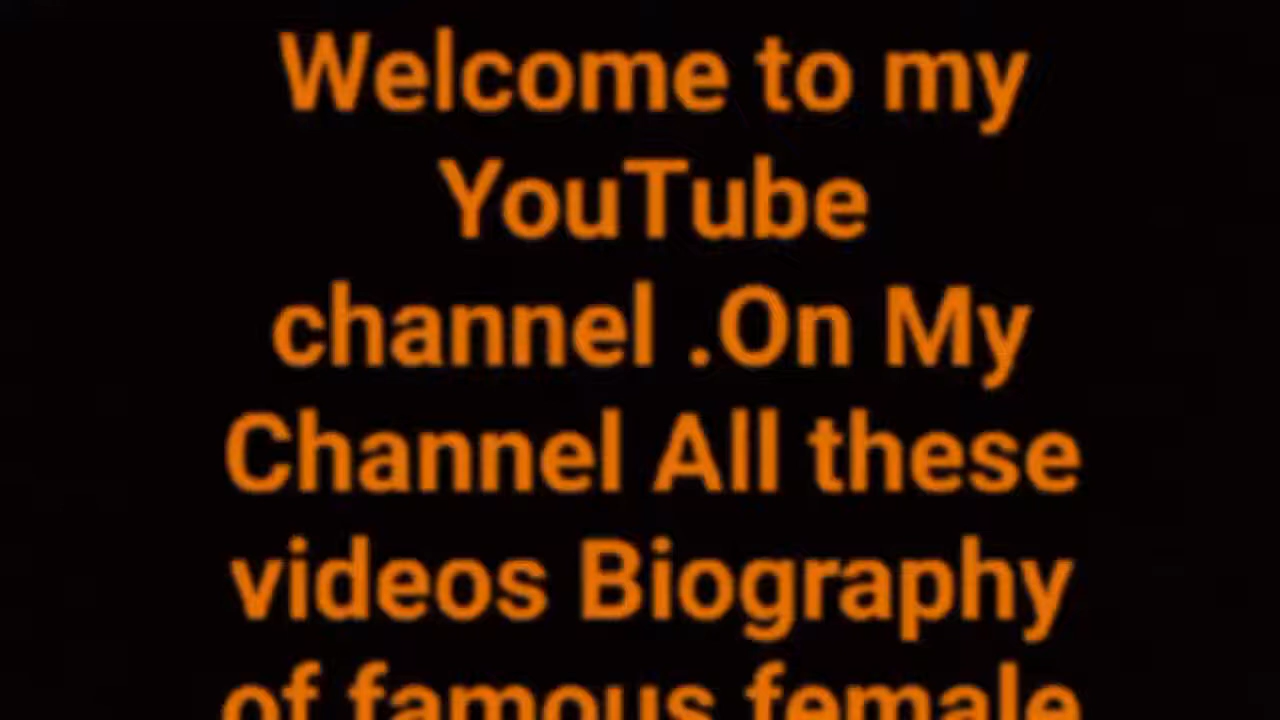 Welcome to my
YouTube
channel .On My
Channel All these
videos Biography
of famous female